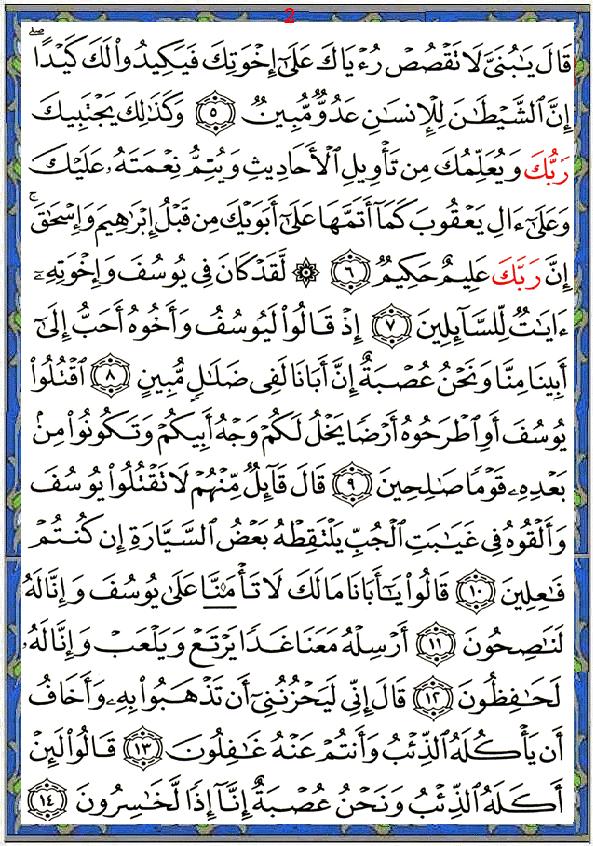 2
قَالَ يَـٰبُنَىَّ لَا تَقْصُصْ رُءْيَاكَ عَلَىٰٓ إِخْوَتِكَ فَيَكِيدُوا۟ لَكَ كَيْدًا ۖ
إِنَّ ٱلشَّيْطَـٰنَ لِلْإِنسَـٰنِ عَدُوٌّ مُّبِينٌ ٥ وَكَذَٰلِكَ يَجْتَبِيكَ
رَبُّكَ وَيُعَلِّمُكَ مِن تَأْوِيلِ ٱلْأَحَادِيثِ وَيُتِمُّ نِعْمَتَهُۥ عَلَيْكَ
وَعَلَىٰٓ ءَالِ يَعْقُوبَ كَمَآ أَتَمَّهَا عَلَىٰٓ أَبَوَيْكَ مِن قَبْلُ إِبْرَٰهِيمَ وَإِسْحَـٰقَ ۚ
إِنَّ رَبَّكَ عَلِيمٌ حَكِيمٌ ٦ ۞ لَّقَدْ كَانَ فِى يُوسُفَ وَإِخْوَتِهِۦٓ
ءَايَـٰتٌ لِّلسَّآئِلِينَ ٧ إِذْ قَالُوا۟ لَيُوسُفُ وَأَخُوهُ أَحَبُّ إِلَىٰٓ
أَبِينَا مِنَّا وَنَحْنُ عُصْبَةٌ إِنَّ أَبَانَا لَفِى ضَلَـٰلٍ مُّبِينٍ ٨ ٱقْتُلُوا۟
يُوسُفَ أَوِ ٱطْرَحُوهُ أَرْضًا يَخْلُ لَكُمْ وَجْهُ أَبِيكُمْ وَتَكُونُوا۟ مِنۢ
بَعْدِهِۦ قَوْمًا صَـٰلِحِينَ ٩ قَالَ قَآئِلٌ مِّنْهُمْ لَا تَقْتُلُوا۟ يُوسُفَ
وَأَلْقُوهُ فِى غَيَـٰبَتِ ٱلْجُبِّ يَلْتَقِطْهُ بَعْضُ ٱلسَّيَّارَةِ إِن كُنتُمْ
فَـٰعِلِينَ ١٠ قَالُوا۟ يَـٰٓأَبَانَا مَا لَكَ لَا تَأْمَ۫نَّا عَلَىٰ يُوسُفَ وَإِنَّا لَهُۥ
لَنَـٰصِحُونَ ١١ أَرْسِلْهُ مَعَنَا غَدًا يَرْتَعْ وَيَلْعَبْ وَإِنَّا لَهُۥ
لَحَـٰفِظُونَ ١٢ قَالَ إِنِّى لَيَحْزُنُنِىٓ أَن تَذْهَبُوا۟ بِهِۦ وَأَخَافُ
أَن يَأْكُلَهُ ٱلذِّئْبُ وَأَنتُمْ عَنْهُ غَـٰفِلُونَ ١٣ قَالُوا۟ لَئِنْ
أَكَلَهُ ٱلذِّئْبُ وَنَحْنُ عُصْبَةٌ إِنَّآ إِذًا لَّخَـٰسِرُونَ ١٤